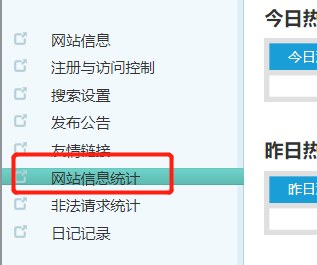 网站信息
注册与访问控制
搜索设置
发布公告
友情链接
网站信息统计
非法请求统计
日记记录
今日热
今日
昨日热
昨日